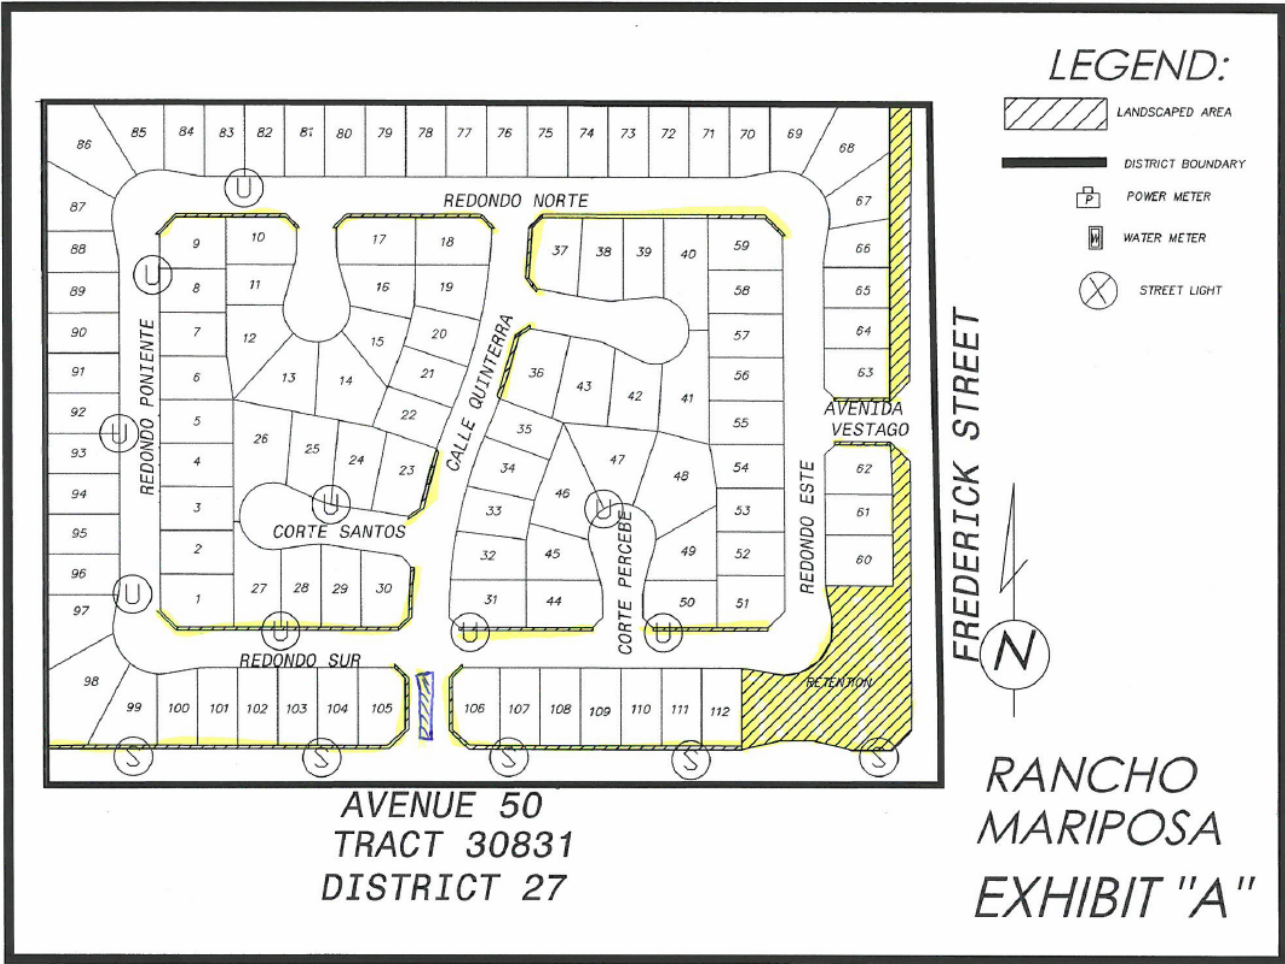 LEGEND:
LANDSCAPED AREA
DISTRICT BOUNDARY
P POWER METER
W WATER METER
X STREET LIGHT
86 85 84 83 82 81 80 79 78 77 76 75 74 73 72 71 70 69 68
U
REDONDO NORTE
87 67
9 10 17 18 37 38 39 40 59
88 66
U
89 8 11 16 19 58 65
90 7 12 15 20 57 64
REDONDO PONIENTE
CALLE QUINTERRA
91 6 13 14 21 36 43 42 41 56 63
92 5 22 55
AVENIDA
VESTAGO
FREDERICK STREET
U
93 4 26 25 24 23 35 34 47 48 54 62
94 3 U 33 46 N 53 61
REDONDO ESTE
CORTE SANTOS
95 2 32 45 49 52 60
CORTE PERCEBE
96 U
97 1 27 28 29 30 31 44 50 51
U U U
REDONDO SUR
N
98 RETENTION
99 100 101 102 103 104 105 106 107 108 109 110 111 112
S S S S S
AVENUE 50
TRACT 30831
DISTRICT 27
RANCHO
MARIPOSA
EXHIBIT "A"